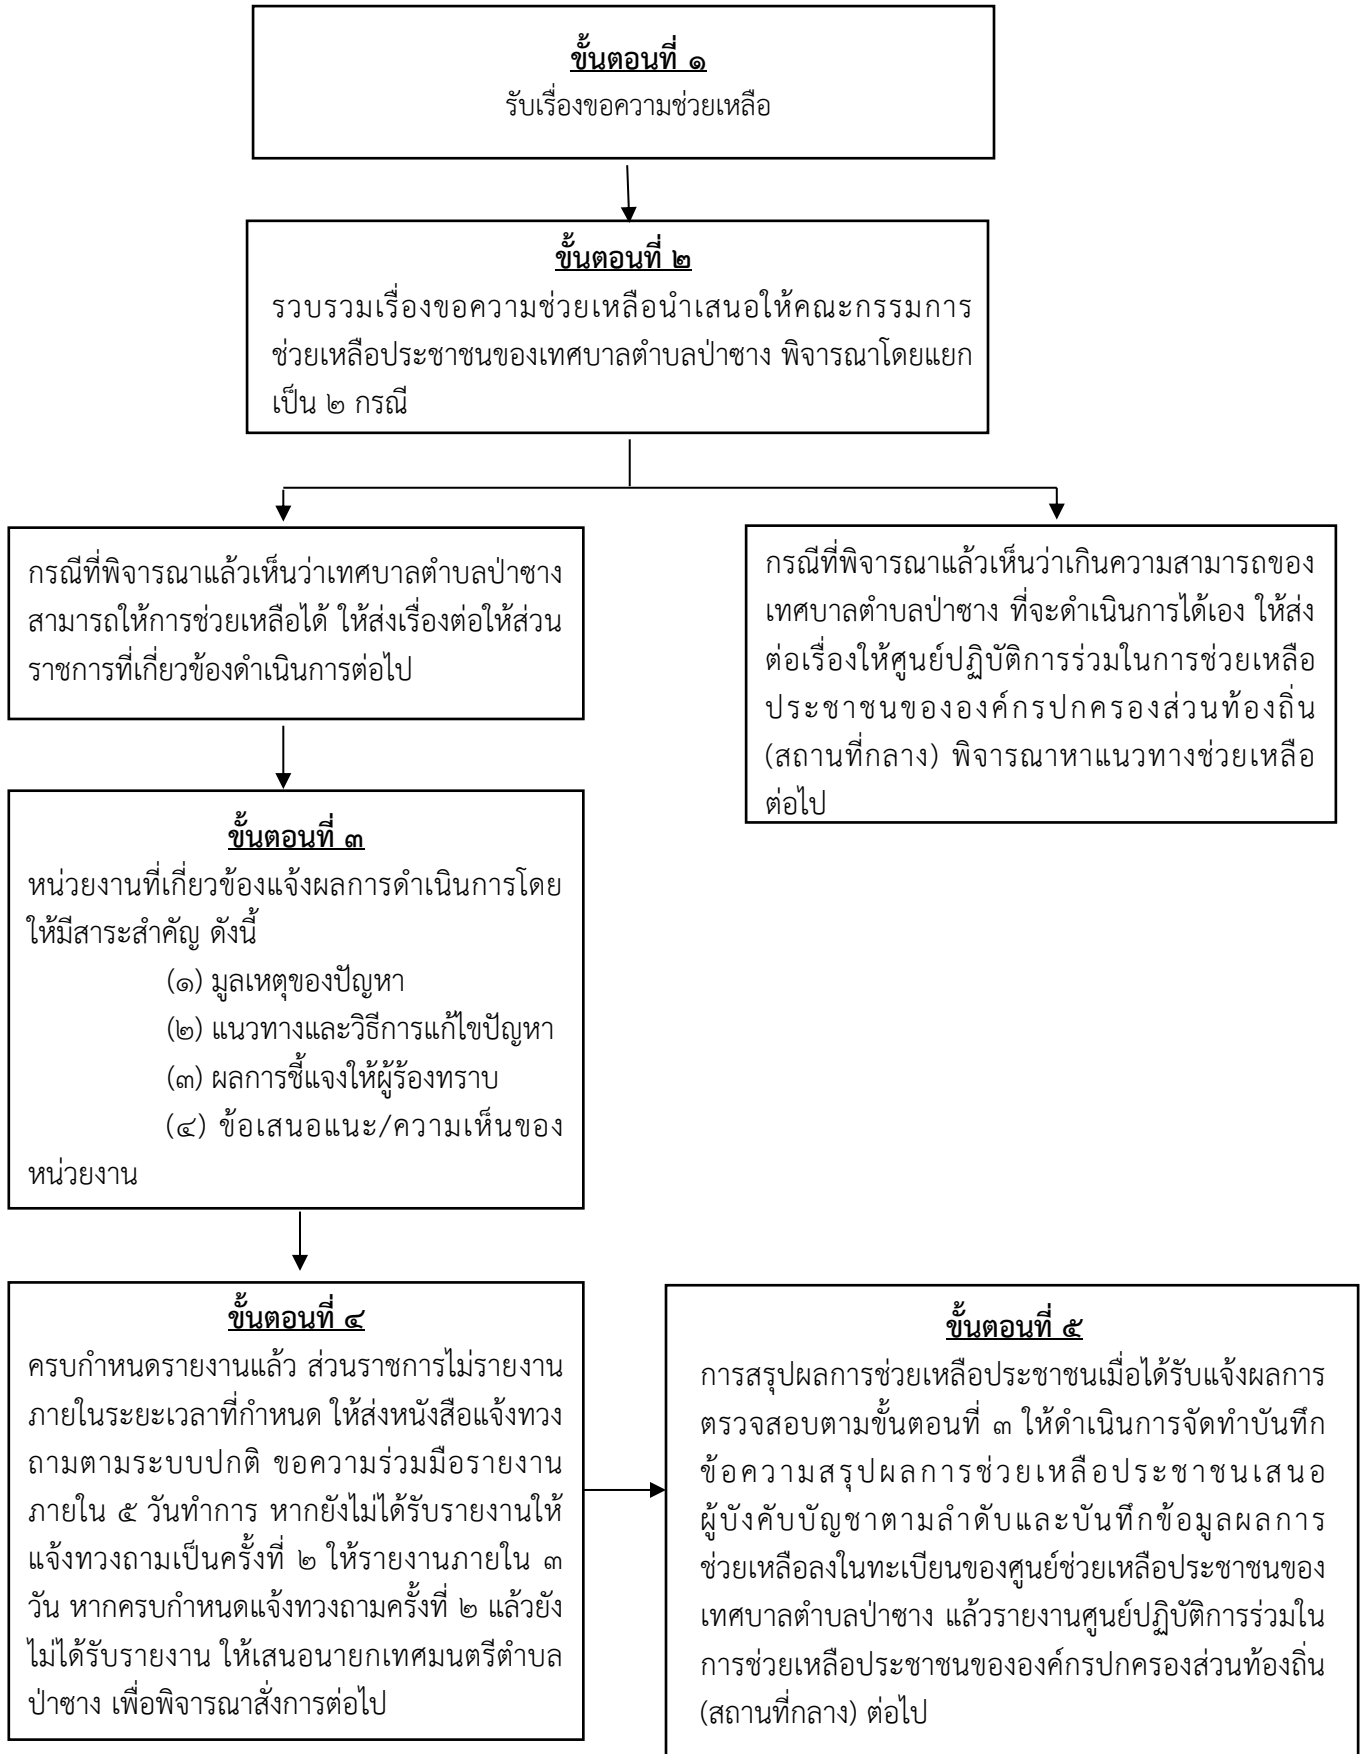 ขั้นตอนที่ ๑
รับเรื่องขอความช่วยเหลือ
ขั้นตอนที่ ๒
รวบรวมเรื่องขอความช่วยเหลือนำเสนอให้คณะกรรมการ
ช่วยเหลือประชาชนของเทศบาลตำบลป่าซาง พิจารณาโดยแยก
เป็น ๒ กรณี
กรณีที่พิจารณาแล้วเห็นว่าเทศบาลตำบลป่าซาง
สามารถให้การช่วยเหลือได้ ให้ส่งเรื่องต่อให้ส่วน
ราชการที่เกี่ยวข้องดำเนินการต่อไป
กรณีที่พิจารณาแล้วเห็นว่าเกินความสามารถของ
เทศบาลตำบลป่าซาง ที่จะดำเนินการได้เอง ให้ส่ง
ต่อเรื่องให้ศูนย์ปฏิบัติการร่วมในการช่วยเหลือ
ประชาชนขององค์กรปกครองส่วนท้องถิ่น
(สถานที่กลาง) พิจารณาหาแนวทางช่วยเหลือ
ต่อไป
ขั้นตอนที่ ๓
หน่วยงานที่เกี่ยวข้องแจ้งผลการดำเนินการโดย
ให้มีสาระสำคัญ ดังนี้
(๑) มูลเหตุของปัญหา
(๒) แนวทางและวิธีการแก้ไขปัญหา
(๓) ผลการชี้แจงให้ผู้ร้องทราบ
(๔) ข้อเสนอแนะ/ความเห็นของ
หน่วยงาน
ขั้นตอนที่ ๔
ครบกำหนดรายงานแล้ว ส่วนราชการไม่รายงาน
ภายในระยะเวลาที่กำหนด ให้ส่งหนังสือแจ้งทวง
ถามตามระบบปกติ ขอความร่วมมือรายงาน
ภายใน ๕ วันทำการ หากยังไม่ได้รับรายงานให้
แจ้งทวงถามเป็นครั้งที่ ๒ ให้รายงานภายใน ๓
วัน หากครบกำหนดแจ้งทวงถามครั้งที่ ๒ แล้วยัง
ไม่ได้รับรายงาน ให้เสนอนายกเทศมนตรีตำบล
ป่าซาง เพื่อพิจารณาสั่งการต่อไป
ขั้นตอนที่ ๕
การสรุปผลการช่วยเหลือประชาชนเมื่อได้รับแจ้งผลการ
ตรวจสอบตามขั้นตอนที่ ๓ ให้ดำเนินการจัดทำบันทึก
ข้อความสรุปผลการช่วยเหลือประชาชนเสนอ
ผู้บังคับบัญชาตามลำดับและบันทึกข้อมูลผลการ
ช่วยเหลือลงในทะเบียนของศูนย์ช่วยเหลือประชาชนของ
เทศบาลตำบลป่าซาง แล้วรายงานศูนย์ปฏิบัติการร่วมใน
การช่วยเหลือประชาชนขององค์กรปกครองส่วนท้องถิ่น
(สถานที่กลาง) ต่อไป